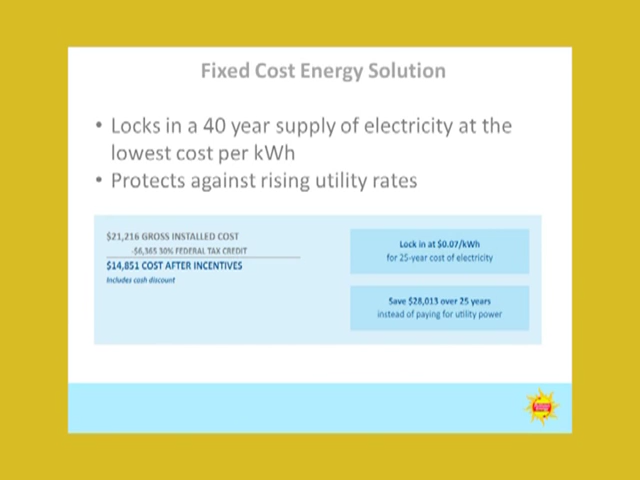 Fixed Cost Energy Solution
• Locks in a 40 year supply of electricity at the
lowest cost per kWh
• Protects against rising utility rates
$21,216 GROSS INSTALLED COST
-$6,365 30% FEDERAL TAX CREDIT
$14,851 COST AFTER INCENTIVES
Includes cash discount
Lock in at $0.07/kWh
for 25-year cost of electricity
Save $28,013 over 25 years
instead of paying for utility power